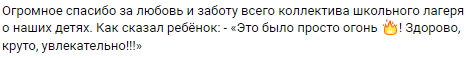 Огромное спасибо за любовь и заботу всего коллектива школьного лагеря
о наших детях. Как сказал ребёнок: - «Это было просто огонь 🔥! Здорово,
круто, увлекательно!!!»